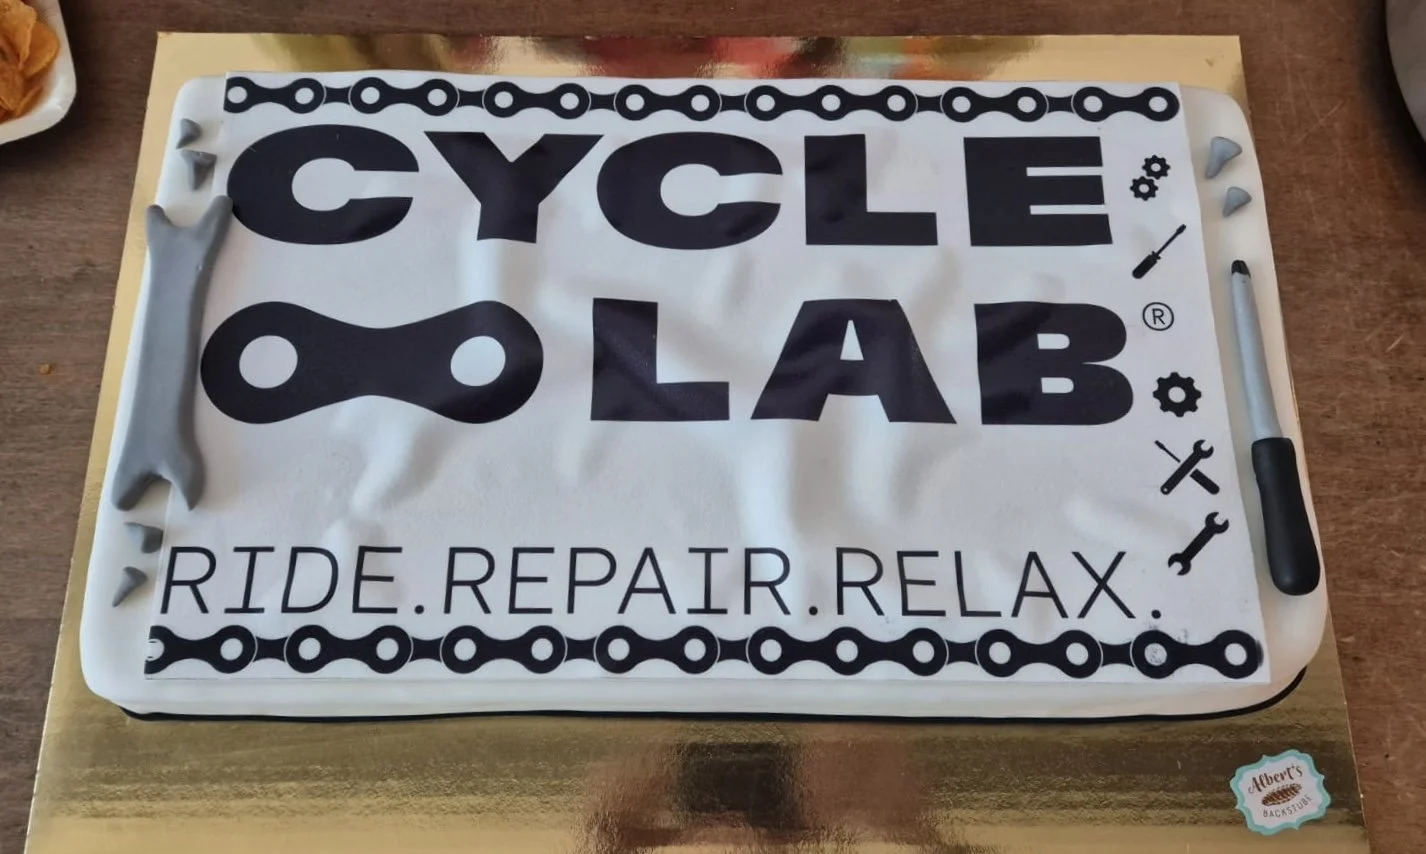 CYCLE
LAB®
RIDE.REPAIR.RELAX.
Albert's
BACKSTUBE